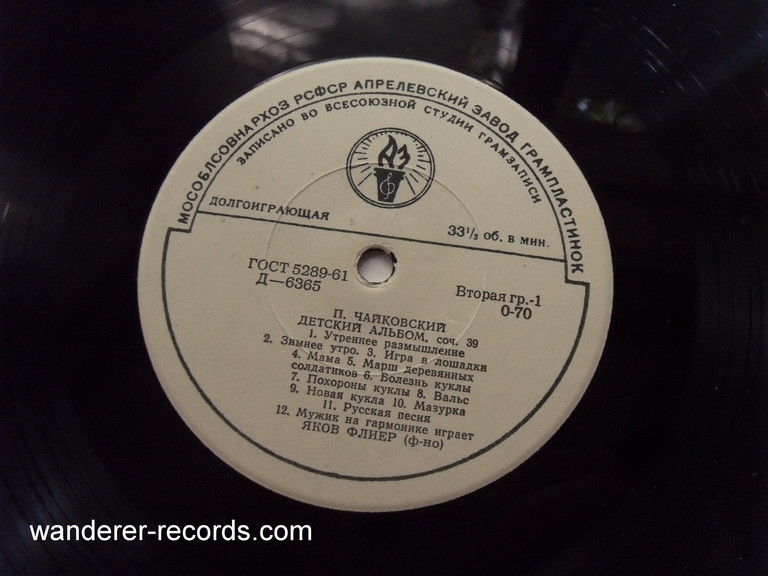 МОСОБЛСОВНАРХОЗ РСФСР АПРЕЛЕВСКИЙ ЗАВОД ГРАМПЛАСТИНОК
ЗАПИСАНО ВО ВСЕСОЮЗНОЙ СТУДИИ ГРАМЗАПИСИ
АЗ
ДОЛГОИГРАЮЩАЯ
33⅓ об. в мин.
ГОСТ 5289-61
Д—6365
Вторая гр.-1
0-70
П. ЧАЙКОВСКИЙ
ДЕТСКИЙ АЛЬБОМ, соч. 39
1. Утреннее размышление
2. Зимнее утро. 3. Игра в лошадки
4. Мама 5. Марш деревянных
солдатиков 6. Болезнь куклы
7. Похороны куклы 8. Вальс
9. Новая кукла 10. Мазурка
11. Русская песня
12. Мужик на гармонике играет
ЯКОВ ФЛИЕР (ф-но)
wanderer-records.com